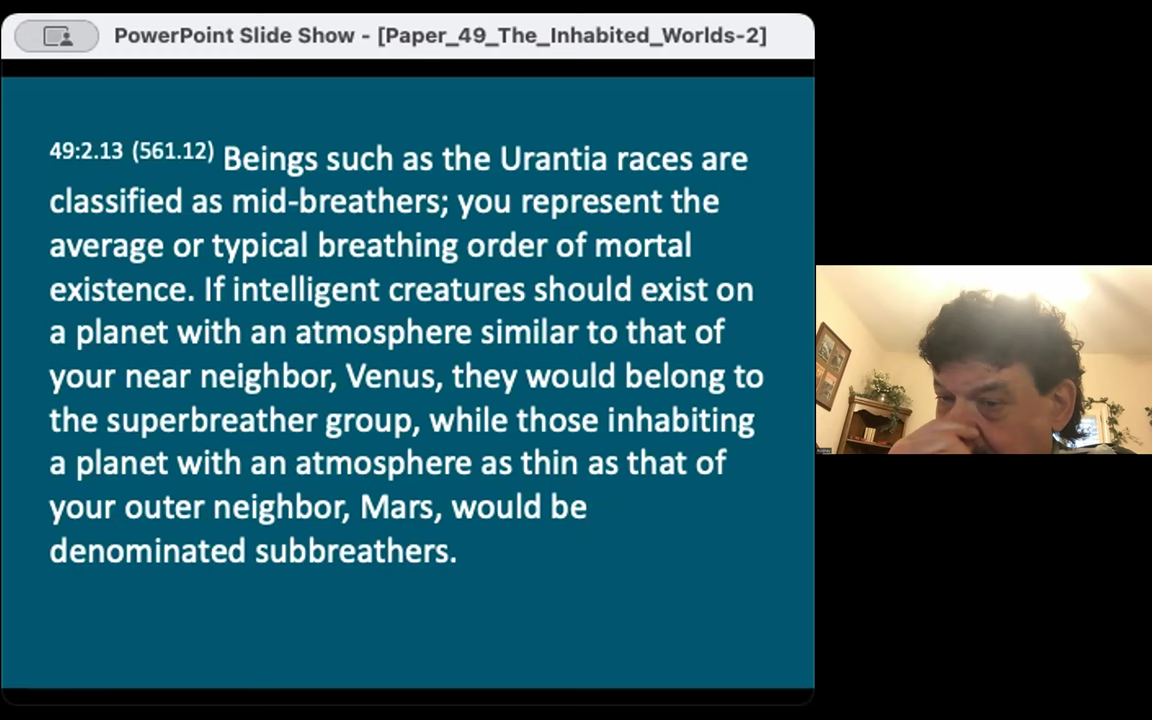 PowerPoint Slide Show - [Paper_49_The_Inhabited_Worlds-2]
49:2.13 (561.12) Beings such as the Urantia races are
classified as mid-breathers; you represent the
average or typical breathing order of mortal
existence. If intelligent creatures should exist on
a planet with an atmosphere similar to that of
your near neighbor, Venus, they would belong to
the superbreather group, while those inhabiting
a planet with an atmosphere as thin as that of
your outer neighbor, Mars, would be
denominated subbreathers.